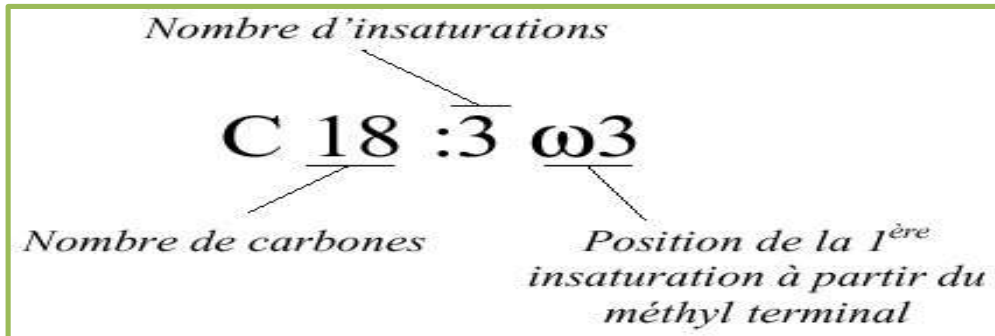 Nombre d'insaturations
C 18 :3 ω3
Nombre de carbones
Position de la 1ère
insaturation à partir du
méthyl terminal